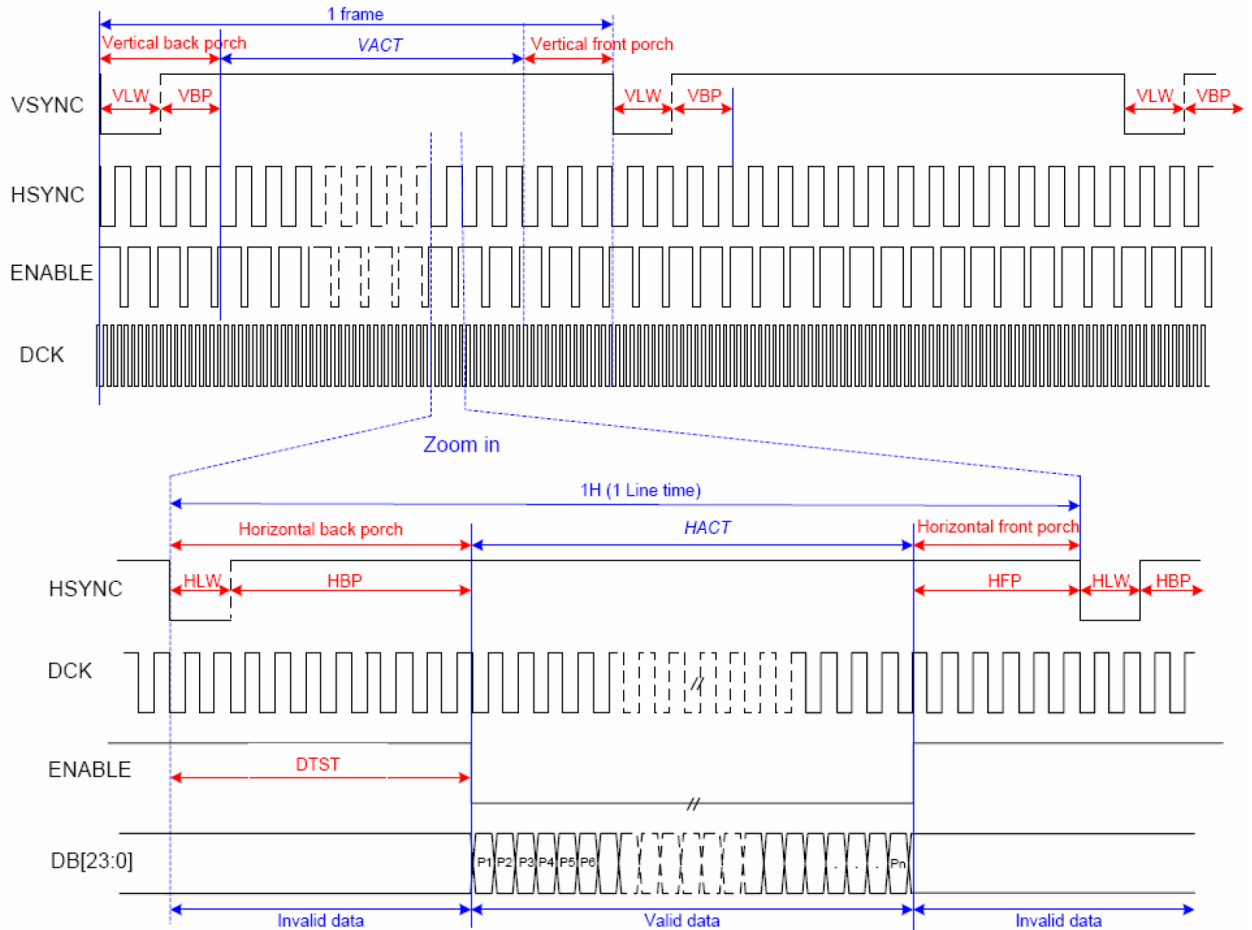 1 frame
Vertical back porch VACT Vertical front porch
VSYNC VLW VBP VLW VBP VLW VBP
HSYNC
ENABLE
DCK
Zoom in
1H (1 Line time)
Horizontal back porch HACT Horizontal front porch
HSYNC HLW HBP HFP HLW HBP
DCK //
ENABLE DTST
//
DB[23:0] P1 P2 P3 P4 P5 P6 . . . Pn
Invalid data Valid data Invalid data